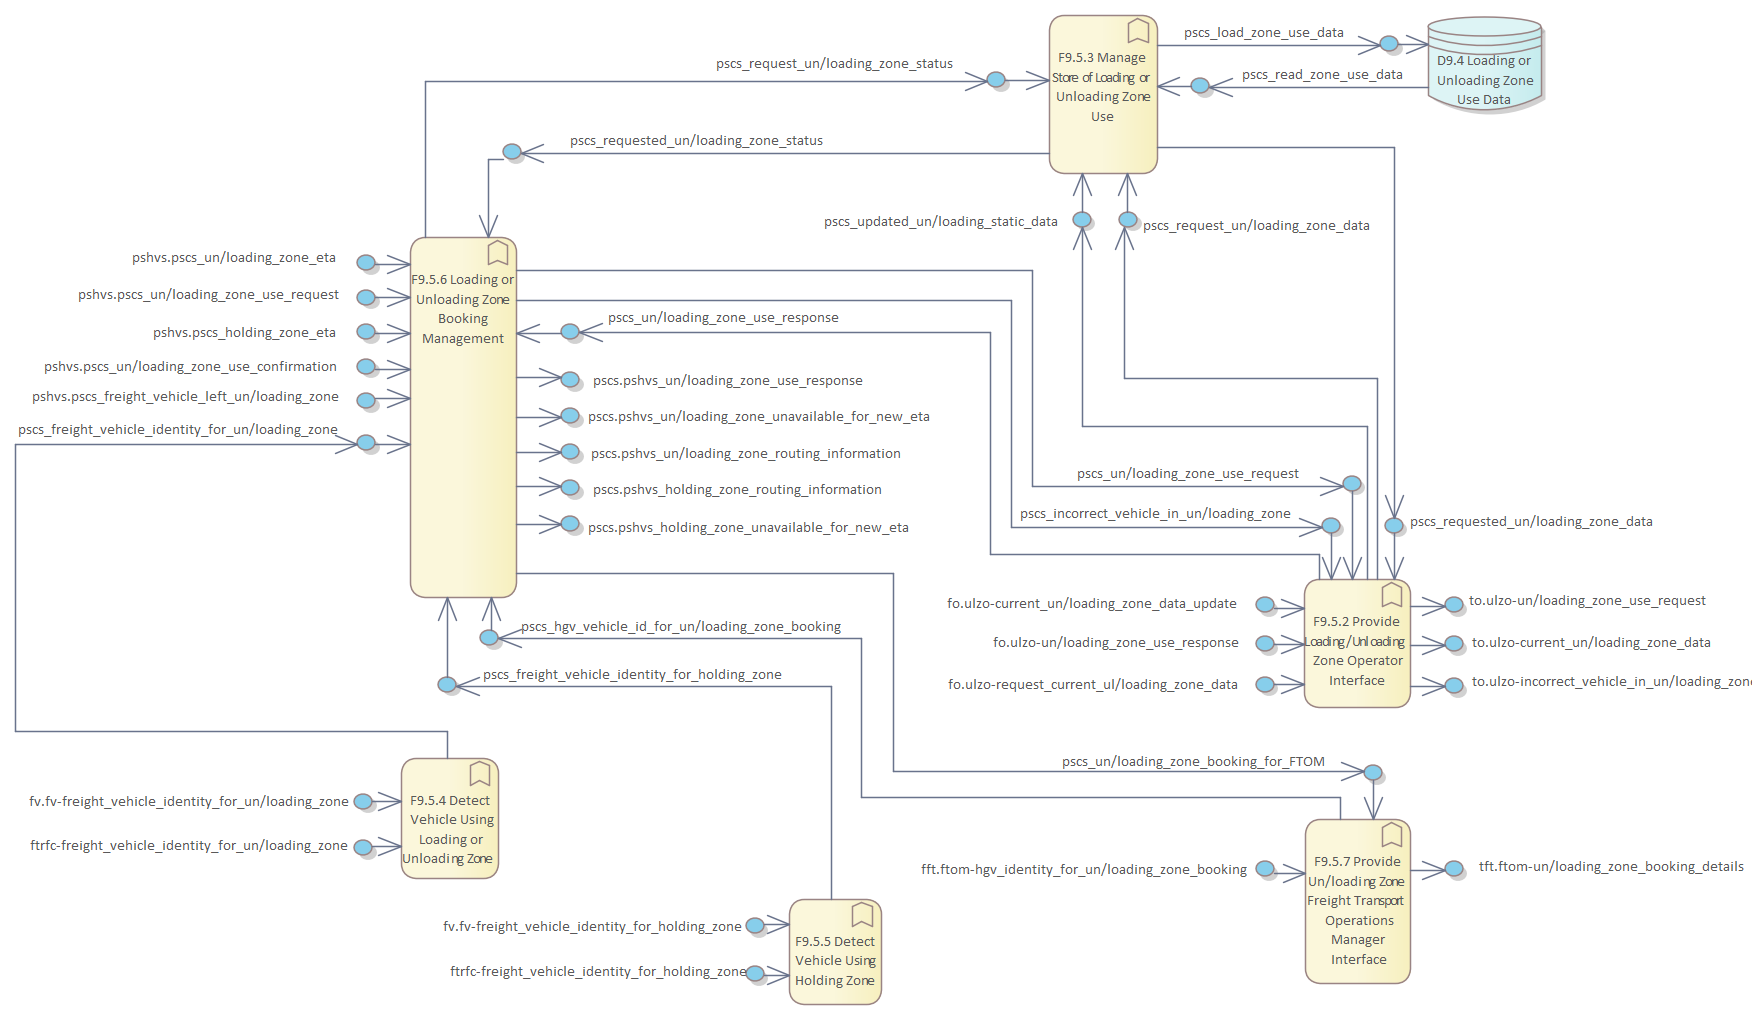 pscs_load_zone_use_data
pscs_request_un/loading_zone_status
F9.5.3 Manage
Store of Loading or
Unloading Zone
Use
D9.4 Loading or
Unloading Zone
Use Data
pscs_read_zone_use_data
pscs_requested_un/loading_zone_status
pscs_updated_un/loading_static_data
pscs_request_un/loading_zone_data
pshvs.pscs_un/loading_zone_eta
pshvs.pscs_un/loading_zone_use_request
pshvs.pscs_holding_zone_eta
pshvs.pscs_un/loading_zone_use_confirmation
pshvs.pscs_freight_vehicle_left_un/loading_zone
pscs_freight_vehicle_identity_for_un/loading_zone
F9.5.6 Loading or
Unloading Zone
Booking
Management
pscs_un/loading_zone_use_response
pscs.pshvs_un/loading_zone_use_response
pscs.pshvs_un/loading_zone_unavailable_for_new_eta
pscs.pshvs_un/loading_zone_routing_information
pscs.pshvs_holding_zone_routing_information
pscs.pshvs_holding_zone_unavailable_for_new_eta
pscs_un/loading_zone_use_request
pscs_incorrect_vehicle_in_un/loading_zone
pscs_requested_un/loading_zone_data
fo.ulzo-current_un/loading_zone_data_update
fo.ulzo-un/loading_zone_use_response
fo.ulzo-request_current_ul/loading_zone_data
F9.5.2 Provide
Loading/Unloading
Zone Operator
Interface
to.ulzo-un/loading_zone_use_request
to.ulzo-current_un/loading_zone_data
to.ulzo-incorrect_vehicle_in_un/loading_zone
pscs_hgv_vehicle_id_for_un/loading_zone_booking
pscs_freight_vehicle_identity_for_holding_zone
pscs_un/loading_zone_booking_for_FTOM
fv.fv-freight_vehicle_identity_for_un/loading_zone
ftrfc-freight_vehicle_identity_for_un/loading_zone
F9.5.4 Detect
Vehicle Using
Loading or
Unloading Zone
fft.ftom-hgv_identity_for_un/loading_zone_booking
F9.5.7 Provide
Un/loading Zone
Freight Transport
Operations
Manager
Interface
tft.ftom-un/loading_zone_booking_details
fv.fv-freight_vehicle_identity_for_holding_zone
ftrfc-freight_vehicle_identity_for_holding_zone
F9.5.5 Detect
Vehicle Using
Holding Zone